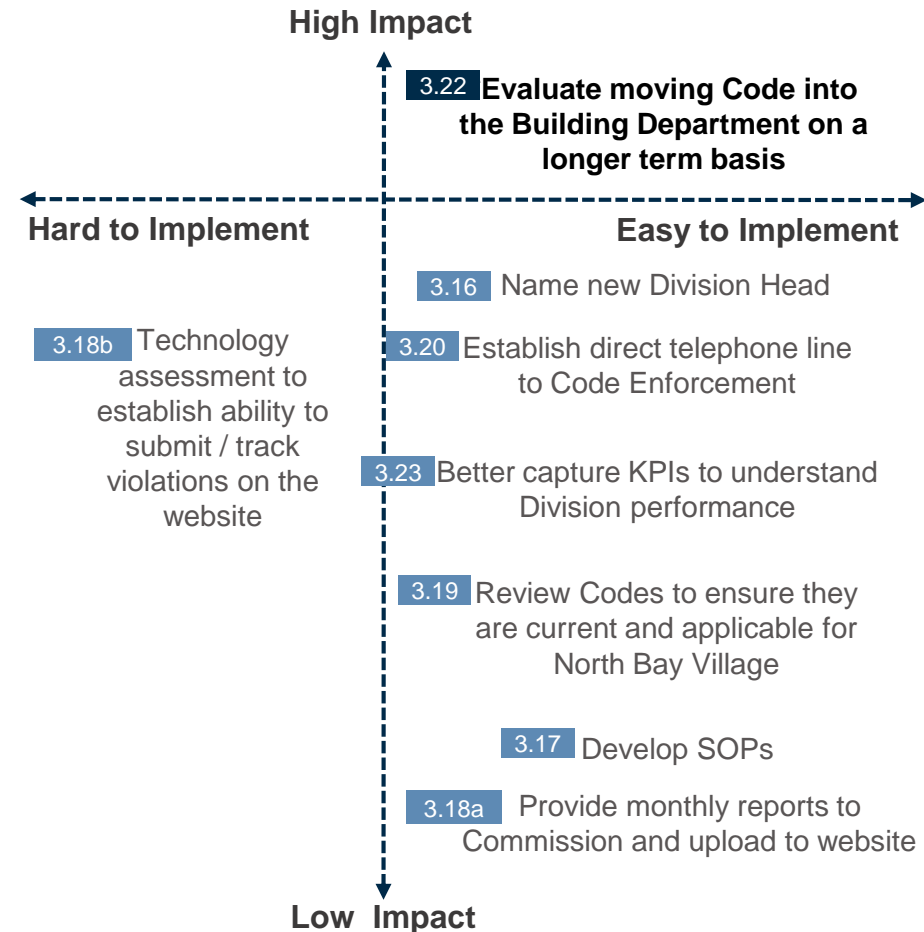 High Impact
3.22 Evaluate moving Code into
the Building Department on a
longer term basis
Hard to Implement
Easy to Implement
3.16 Name new Division Head
3.18b Technology
assessment to
establish ability to
submit / track
violations on the
website
3.20 Establish direct telephone line
to Code Enforcement
3.23 Better capture KPIs to understand
Division performance
3.19 Review Codes to ensure they
are current and applicable for
North Bay Village
3.17 Develop SOPs
3.18a Provide monthly reports to
Commission and upload to website
Low Impact